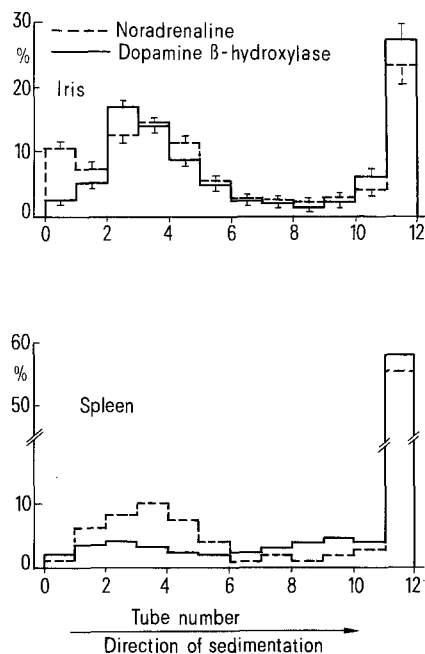 30
Noradrenaline
%
Dopamine ß-hydroxylase
20
Iris
10
0
0 2 4 6 8 10 12
60
%
50
Spleen
10
0
0 2 4 6 8 10 12
Tube number
Direction of sedimentation